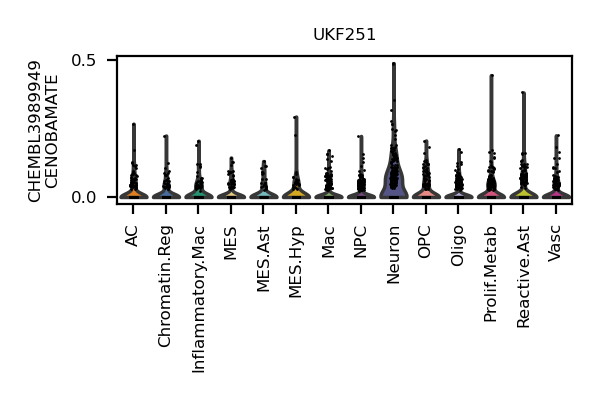 UKF251
CHEMBL3989949
CENOBAMATE
0.5
0.0
AC
Chromatin.Reg
Inflammatory.Mac
MES
MES.Ast
MES.Hyp
Mac
NPC
Neuron
OPC
Oligo
Prolif.Metab
Reactive.Ast
Vasc